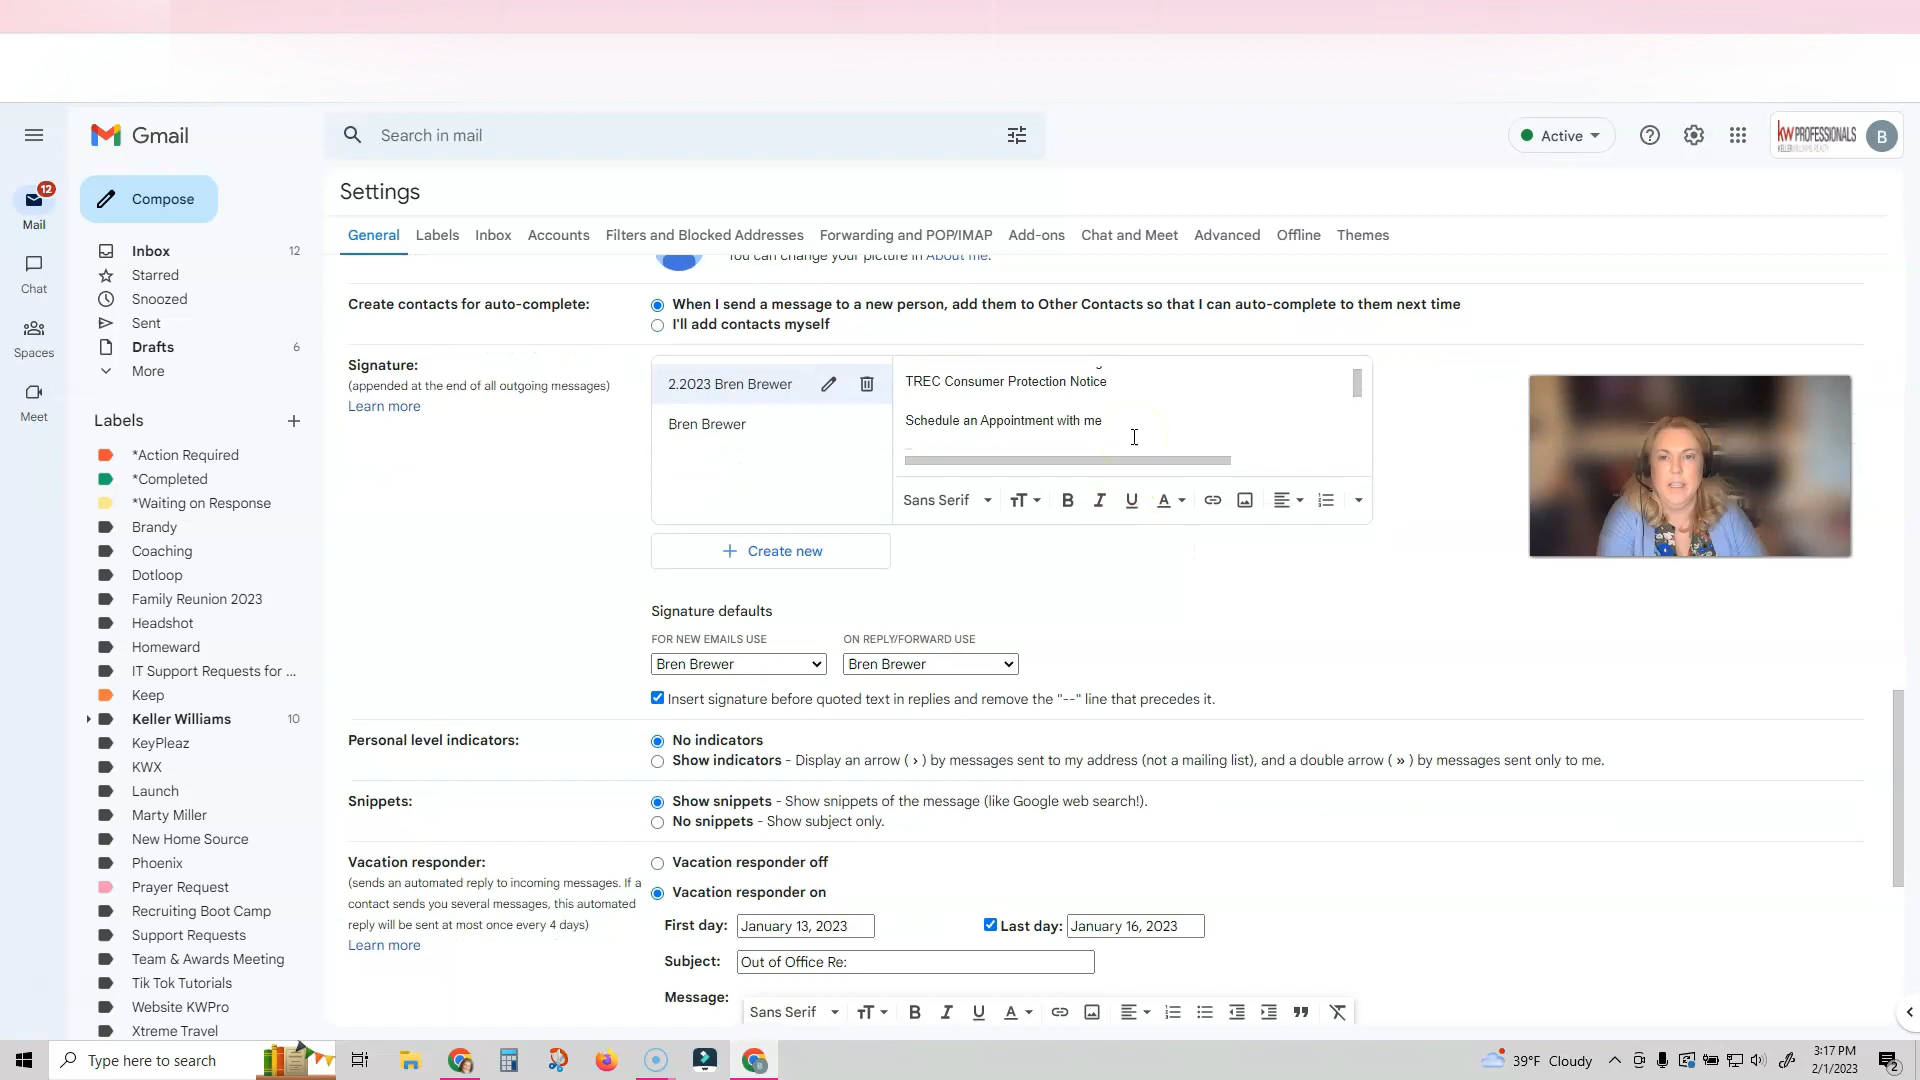 Gmail
Search in mail
Active
KW PROFESSIONALS
B
12
Mail
Chat
Spaces
Meet
Compose
Inbox 12
Starred
Snoozed
Sent
Drafts 6
More
Labels
*Action Required
*Completed
*Waiting on Response
Brandy
Coaching
Dotloop
Family Reunion 2023
Headshot
Homeward
IT Support Requests for ...
Keep
Keller Williams 10
KeyPleaz
KWX
Launch
Marty Miller
New Home Source
Phoenix
Prayer Request
Recruiting Boot Camp
Support Requests
Team & Awards Meeting
Tik Tok Tutorials
Website KWPro
Xtreme Travel
Settings
General Labels Inbox Accounts Filters and Blocked Addresses Forwarding and POP/IMAP Add-ons Chat and Meet Advanced Offline Themes
You can change your picture in About me.
Create contacts for auto-complete:
When I send a message to a new person, add them to Other Contacts so that I can auto-complete to them next time
I'll add contacts myself
Signature:
(appended at the end of all outgoing messages)
Learn more
2.2023 Bren Brewer
Bren Brewer
TREC Consumer Protection Notice
Schedule an Appointment with me
Sans Serif
Create new
Signature defaults
FOR NEW EMAILS USE ON REPLY/FORWARD USE
Bren Brewer Bren Brewer
Insert signature before quoted text in replies and remove the "--" line that precedes it.
Personal level indicators:
No indicators
Show indicators - Display an arrow ( › ) by messages sent to my address (not a mailing list), and a double arrow ( » ) by messages sent only to me.
Snippets:
Show snippets - Show snippets of the message (like Google web search!).
No snippets - Show subject only.
Vacation responder:
(sends an automated reply to incoming messages. If a
contact sends you several messages, this automated
reply will be sent at most once every 4 days)
Learn more
Vacation responder off
Vacation responder on
First day: January 13, 2023 Last day: January 16, 2023
Subject: Out of Office Re:
Message:
Sans Serif
Type here to search
39°F Cloudy
3:17 PM
2/1/2023
2